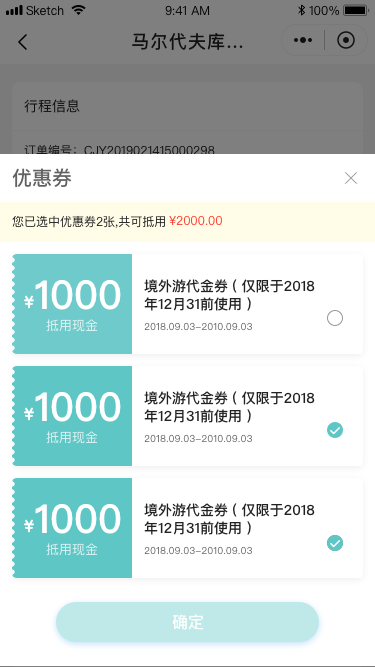 Sketch 9:41 AM 100%
马尔代夫库...
行程信息
订单编号：CJY2019021415000298
优惠券
您已选中优惠券2张,共可抵用 ¥2000.00
¥1000
抵用现金
境外游代金券（仅限于2018
年12月31前使用）
2018.09.03-2010.09.03
¥1000
抵用现金
境外游代金券（仅限于2018
年12月31前使用）
2018.09.03-2010.09.03
¥1000
抵用现金
境外游代金券（仅限于2018
年12月31前使用）
2018.09.03-2010.09.03
确定